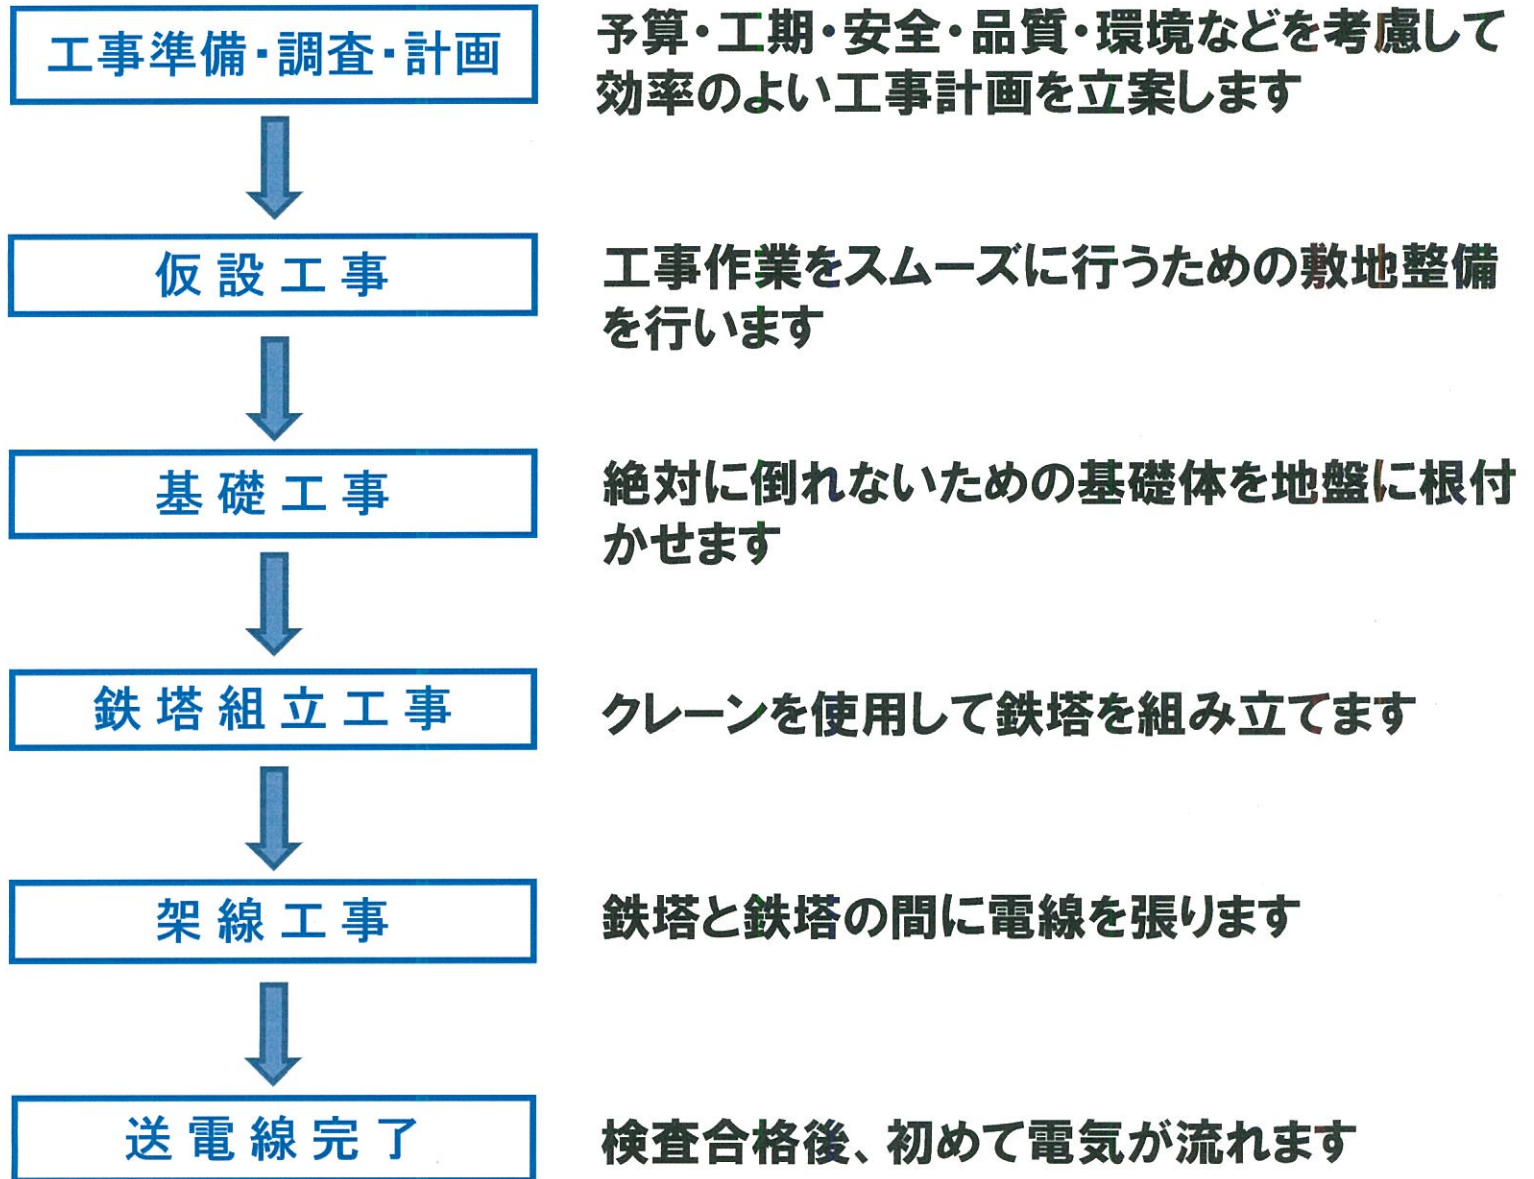 工事準備・調査・計画
予算・工期・安全・品質・環境などを考慮して
効率のよい工事計画を立案します
仮設工事
工事作業をスムーズに行うための敷地整備
を行います
基礎工事
絶対に倒れないための基礎体を地盤に根付
かせます
鉄塔組立工事
クレーンを使用して鉄塔を組み立てます
架線工事
鉄塔と鉄塔の間に電線を張ります
送電線完了
検査合格後、初めて電気が流れます